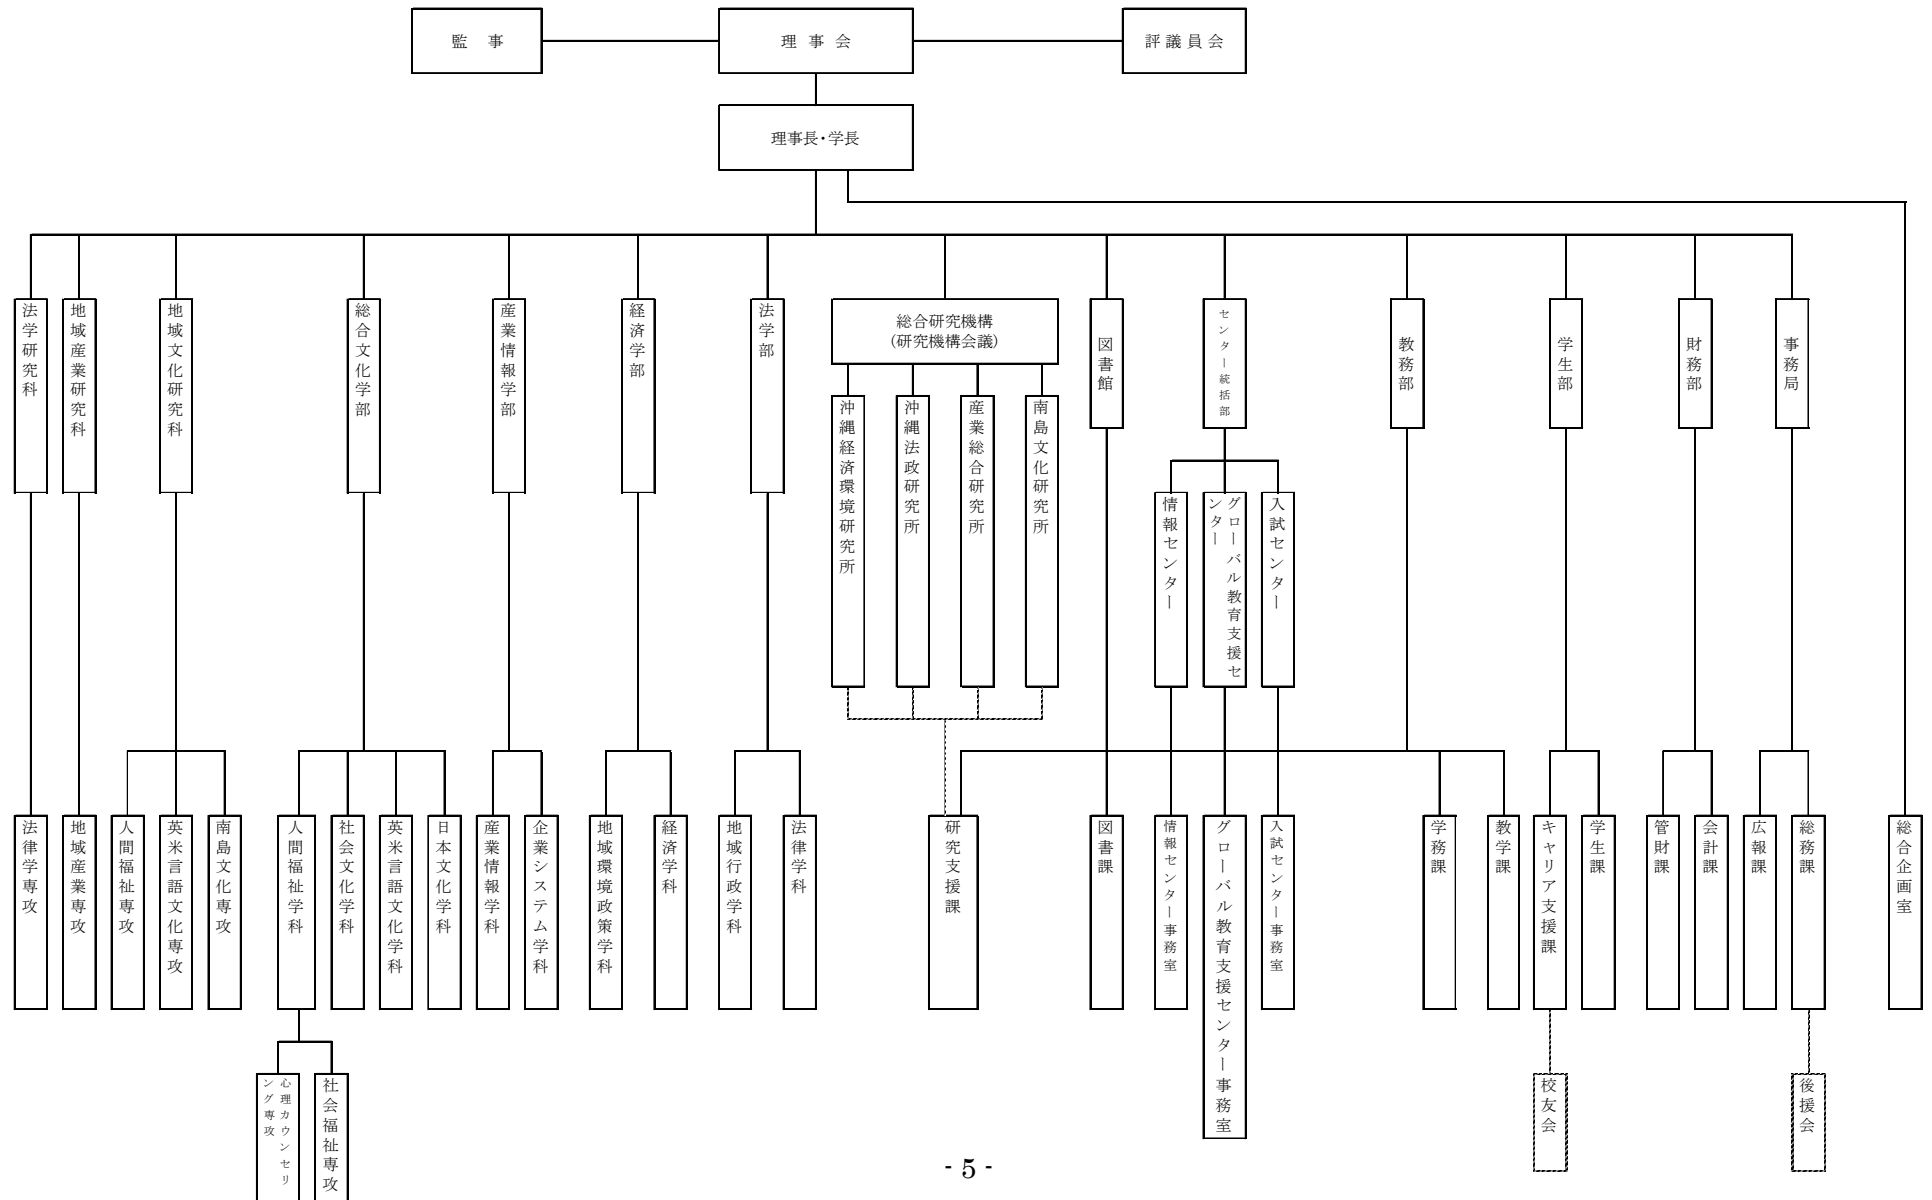 監 事
理 事 会
評 議 員 会
理事長・学長
法学研究科
地域産業研究科
地域文化研究科
総合文化学部
産業情報学部
経済学部
法学部
総合研究機構
(研究機構会議)
図書館
センター統括部
教務部
学生部
財務部
事務局
沖縄経済環境研究所
沖縄法政研究所
産業総合研究所
南島文化研究所
情報センター
グローバル教育支援セ
ンター
入試センター
法律学専攻
地域産業専攻
人間福祉専攻
英米言語文化専攻
南島文化専攻
人間福祉学科
社会文化学科
英米言語文化学科
日本文化学科
産業情報学科
企業システム学科
地域環境政策学科
経済学科
地域行政学科
法律学科
研究支援課
図書課
情報センター事務室
グローバル教育支援センター事務室
入試センター事務室
学務課
教学課
キャリア支援課
学生課
管財課
会計課
広報課
総務課
総合企画室
心理カウンセリ
ング専攻
社会福祉専攻
校友会
後援会
- 5 -